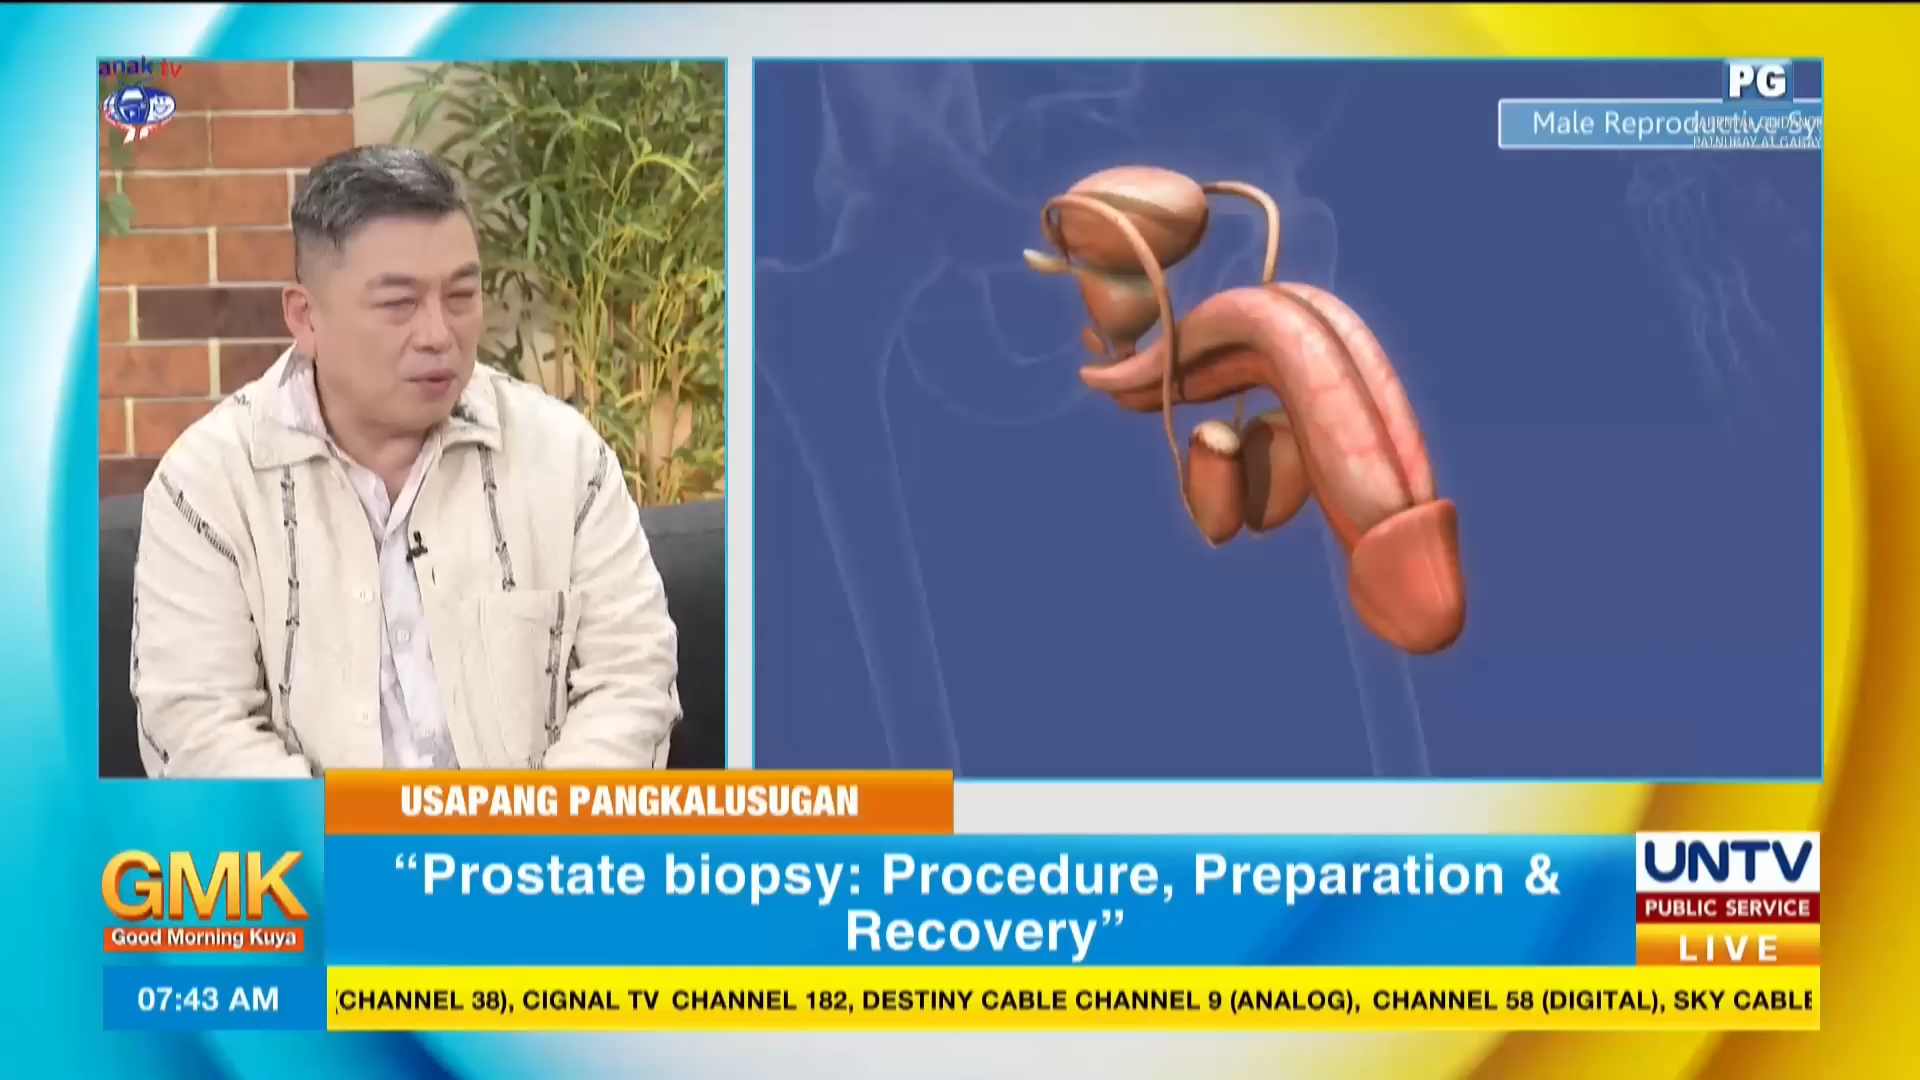 anak tv
PG
Male Reproductive Sy
USAPANG PANGKALUSUGAN
“Prostate biopsy: Procedure, Preparation &
Recovery”
GMK
Good Morning Kuya
07:43 AM
UNTV
PUBLIC SERVICE
LIVE
(CHANNEL 38), CIGNAL TV CHANNEL 182, DESTINY CABLE CHANNEL 9 (ANALOG), CHANNEL 58 (DIGITAL), SKY CABLE